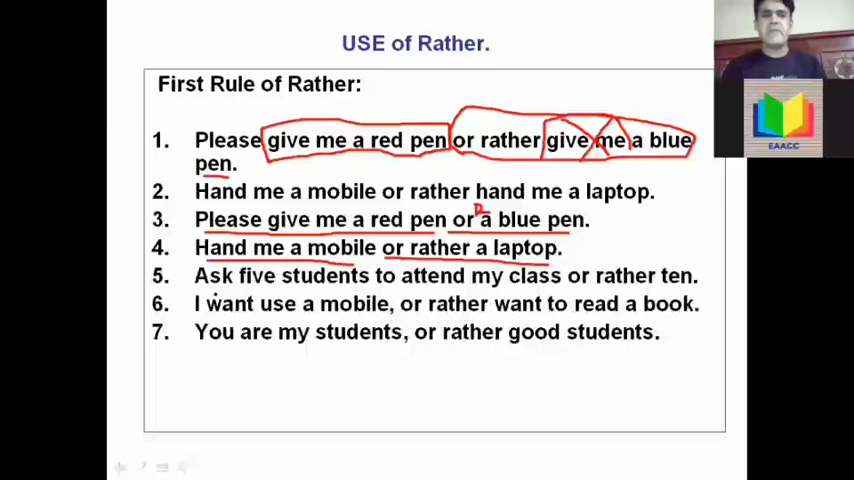 USE of Rather.
First Rule of Rather:
1. Please give me a red pen or rather give me a blue
pen.
2. Hand me a mobile or rather hand me a laptop.
3. Please give me a red pen or a blue pen.
4. Hand me a mobile or rather a laptop.
5. Ask five students to attend my class or rather ten.
6. I want use a mobile, or rather want to read a book.
7. You are my students, or rather good students.
EAACC